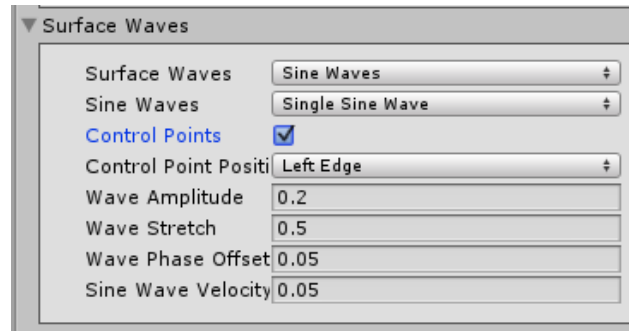 Surface Waves
Surface Waves Sine Waves
Sine Waves Single Sine Wave
Control Points
Control Point Positi Left Edge
Wave Amplitude 0.2
Wave Stretch 0.5
Wave Phase Offset 0.05
Sine Wave Velocity 0.05